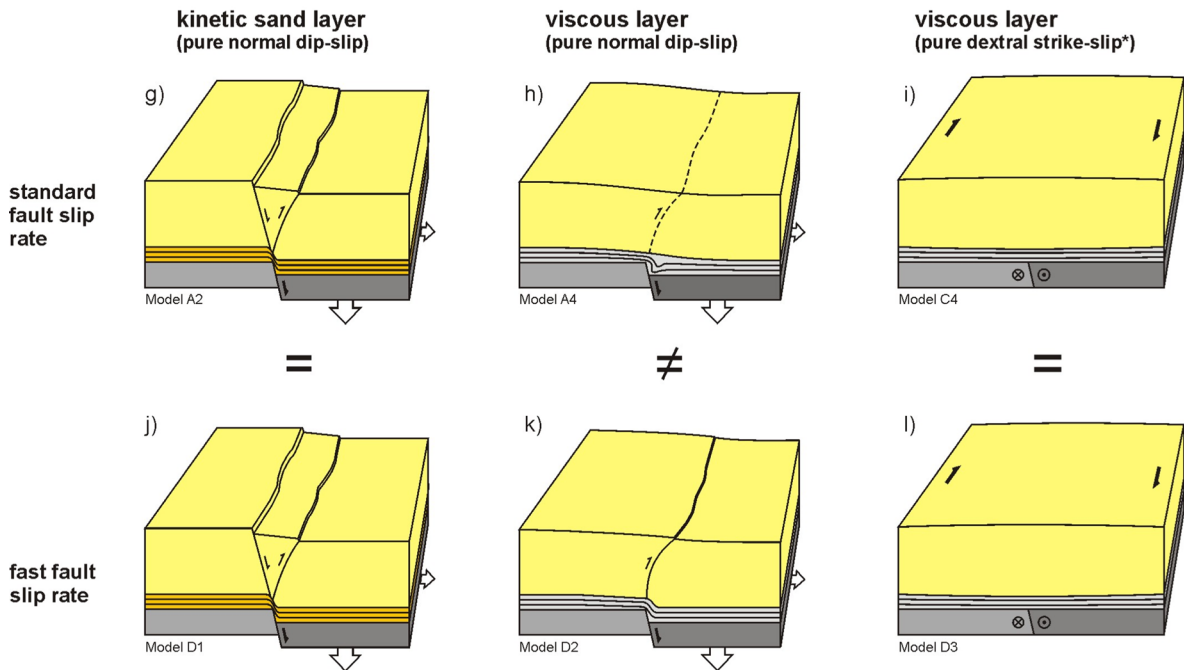 kinetic sand layer
(pure normal dip-slip)
viscous layer
(pure normal dip-slip)
viscous layer
(pure dextral strike-slip*)
standard
fault slip
rate
g)
Model A2
h)
Model A4
i)
Model C4
=
≠
=
fast fault
slip rate
j)
Model D1
k)
Model D2
l)
Model D3